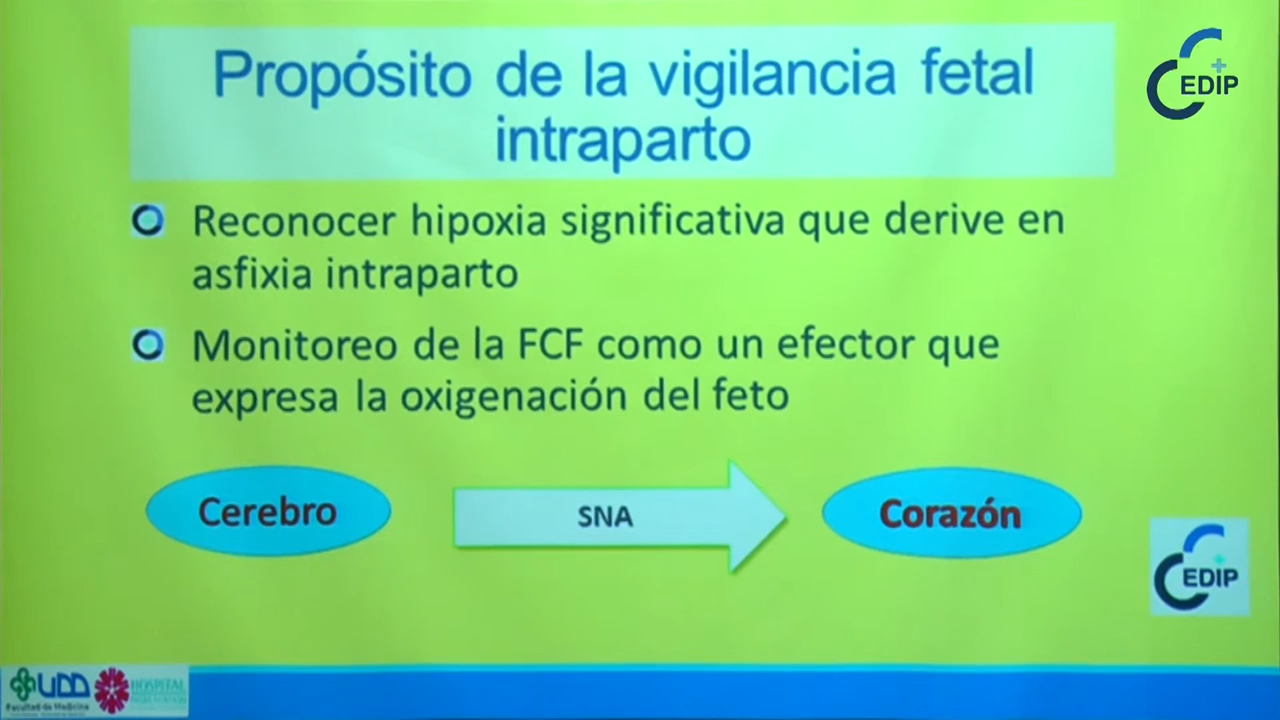 Propósito de la vigilancia fetal
intraparto
EDIP
Reconocer hipoxia significativa que derive en
asfixia intraparto
Monitoreo de la FCF como un efector que
expresa la oxigenación del feto
Cerebro
SNA
Corazón
EDIP
UDD
HOSPITAL
Facultad de Medicina